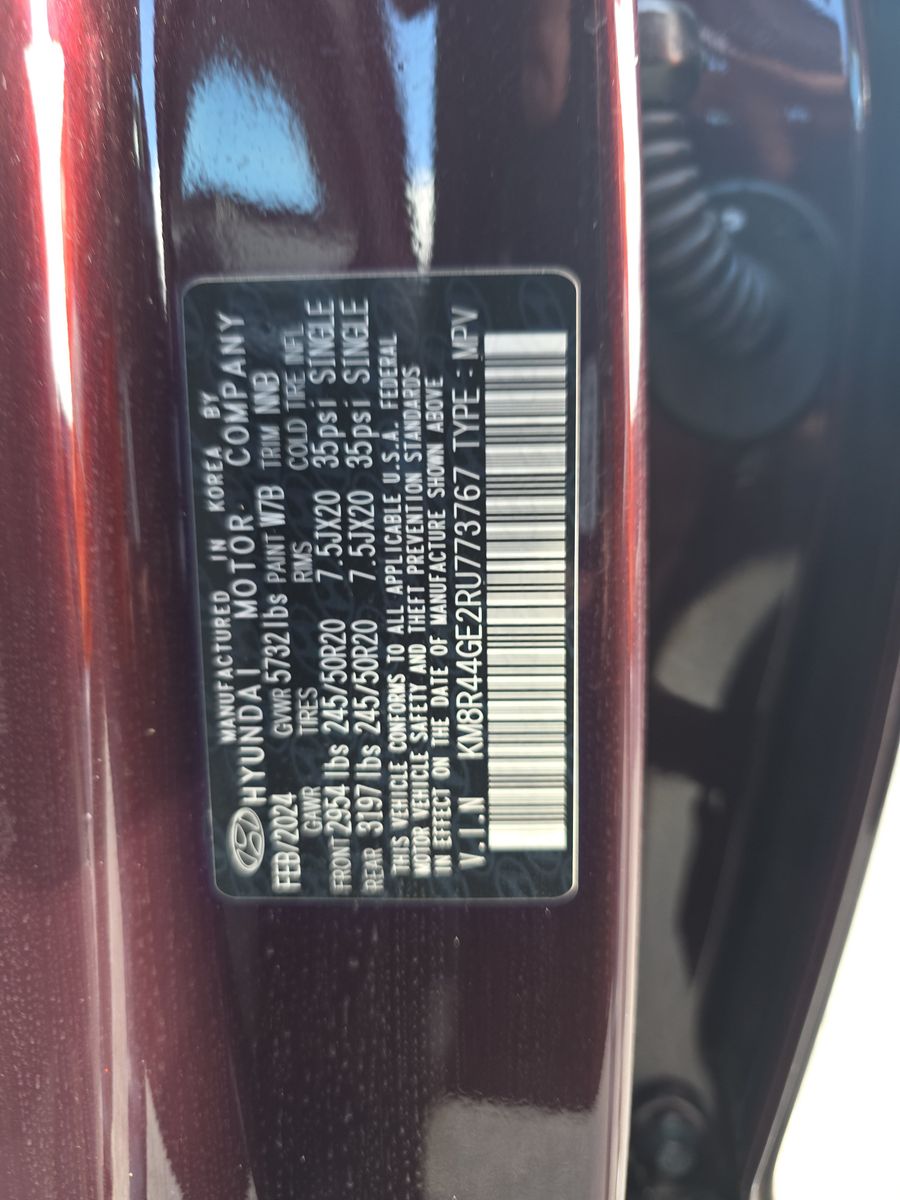 MANUFACTURED IN KOREA BY
HYUNDAI MOTOR COMPANY
FEB/2024 GVWR 5732 lbs PAINT W7B TRIM NNB
GAWR TIRES RIMS COLD TIRE INFL
FRONT 2954 lbs 245/50R20 7.5JX20 35psi SINGLE
REAR 3197 lbs 245/50R20 7.5JX20 35psi SINGLE
THIS VEHICLE CONFORMS TO ALL APPLICABLE U.S.A. FEDERAL
MOTOR VEHICLE SAFETY AND THEFT PREVENTION STANDARDS
IN EFFECT ON THE DATE OF MANUFACTURE SHOWN ABOVE
V.I.N KM8R44GE2RU773767 TYPE : MPV